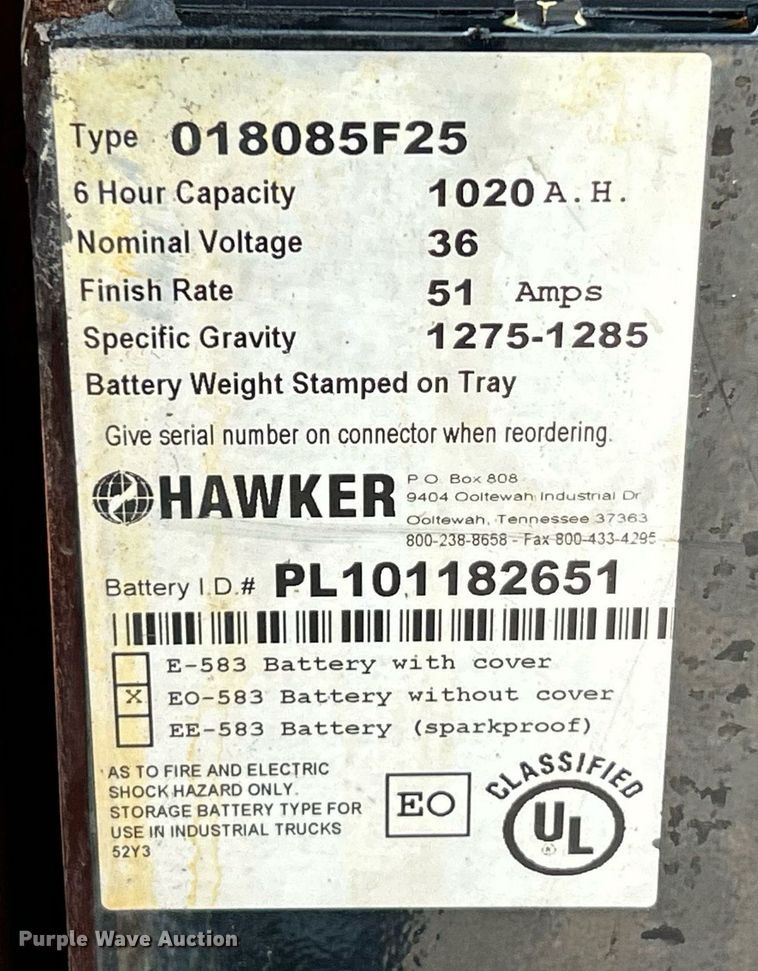 Type 018085F25
6 Hour Capacity 1020 A.H.
Nominal Voltage 36
Finish Rate 51 Amps
Specific Gravity 1275-1285
Battery Weight Stamped on Tray
Give serial number on connector when reordering.
HAWKER
P O Box 808
9404 Ooltewah Industrial Dr
Ooltewah, Tennessee 37363
800-238-8658 - Fax 800-433-4295
Battery I.D.# PL101182651
E-583 Battery with cover
X EO-583 Battery without cover
EE-583 Battery (sparkproof)
AS TO FIRE AND ELECTRIC
SHOCK HAZARD ONLY.
STORAGE BATTERY TYPE FOR
USE IN INDUSTRIAL TRUCKS
52Y3
EO
CLASSIFIED
UL
®
Purple Wave Auction